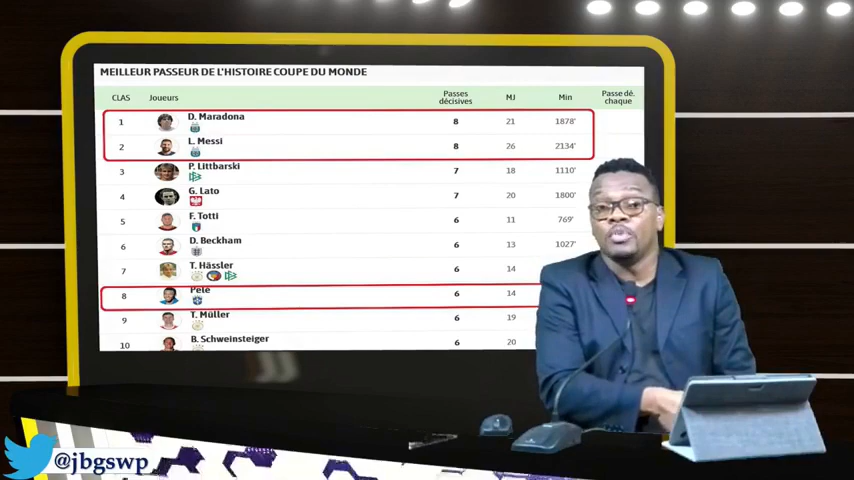 MEILLEUR PASSEUR DE L'HISTOIRE COUPE DU MONDE
CLAS Joueurs Passes décisives MJ Min Passe dé. chaque
1 D. Maradona 8 21 1878'
2 L. Messi 8 26 2134'
3 P. Littbarski 7 18 1110'
4 G. Lato 7 20 1800'
5 F. Totti 6 11 769'
6 D. Beckham 6 13 1027'
7 T. Hässler 6 14
8 Pelé 6 14
9 T. Müller 6 19
10 B. Schweinsteiger 6 20
@jbgswp